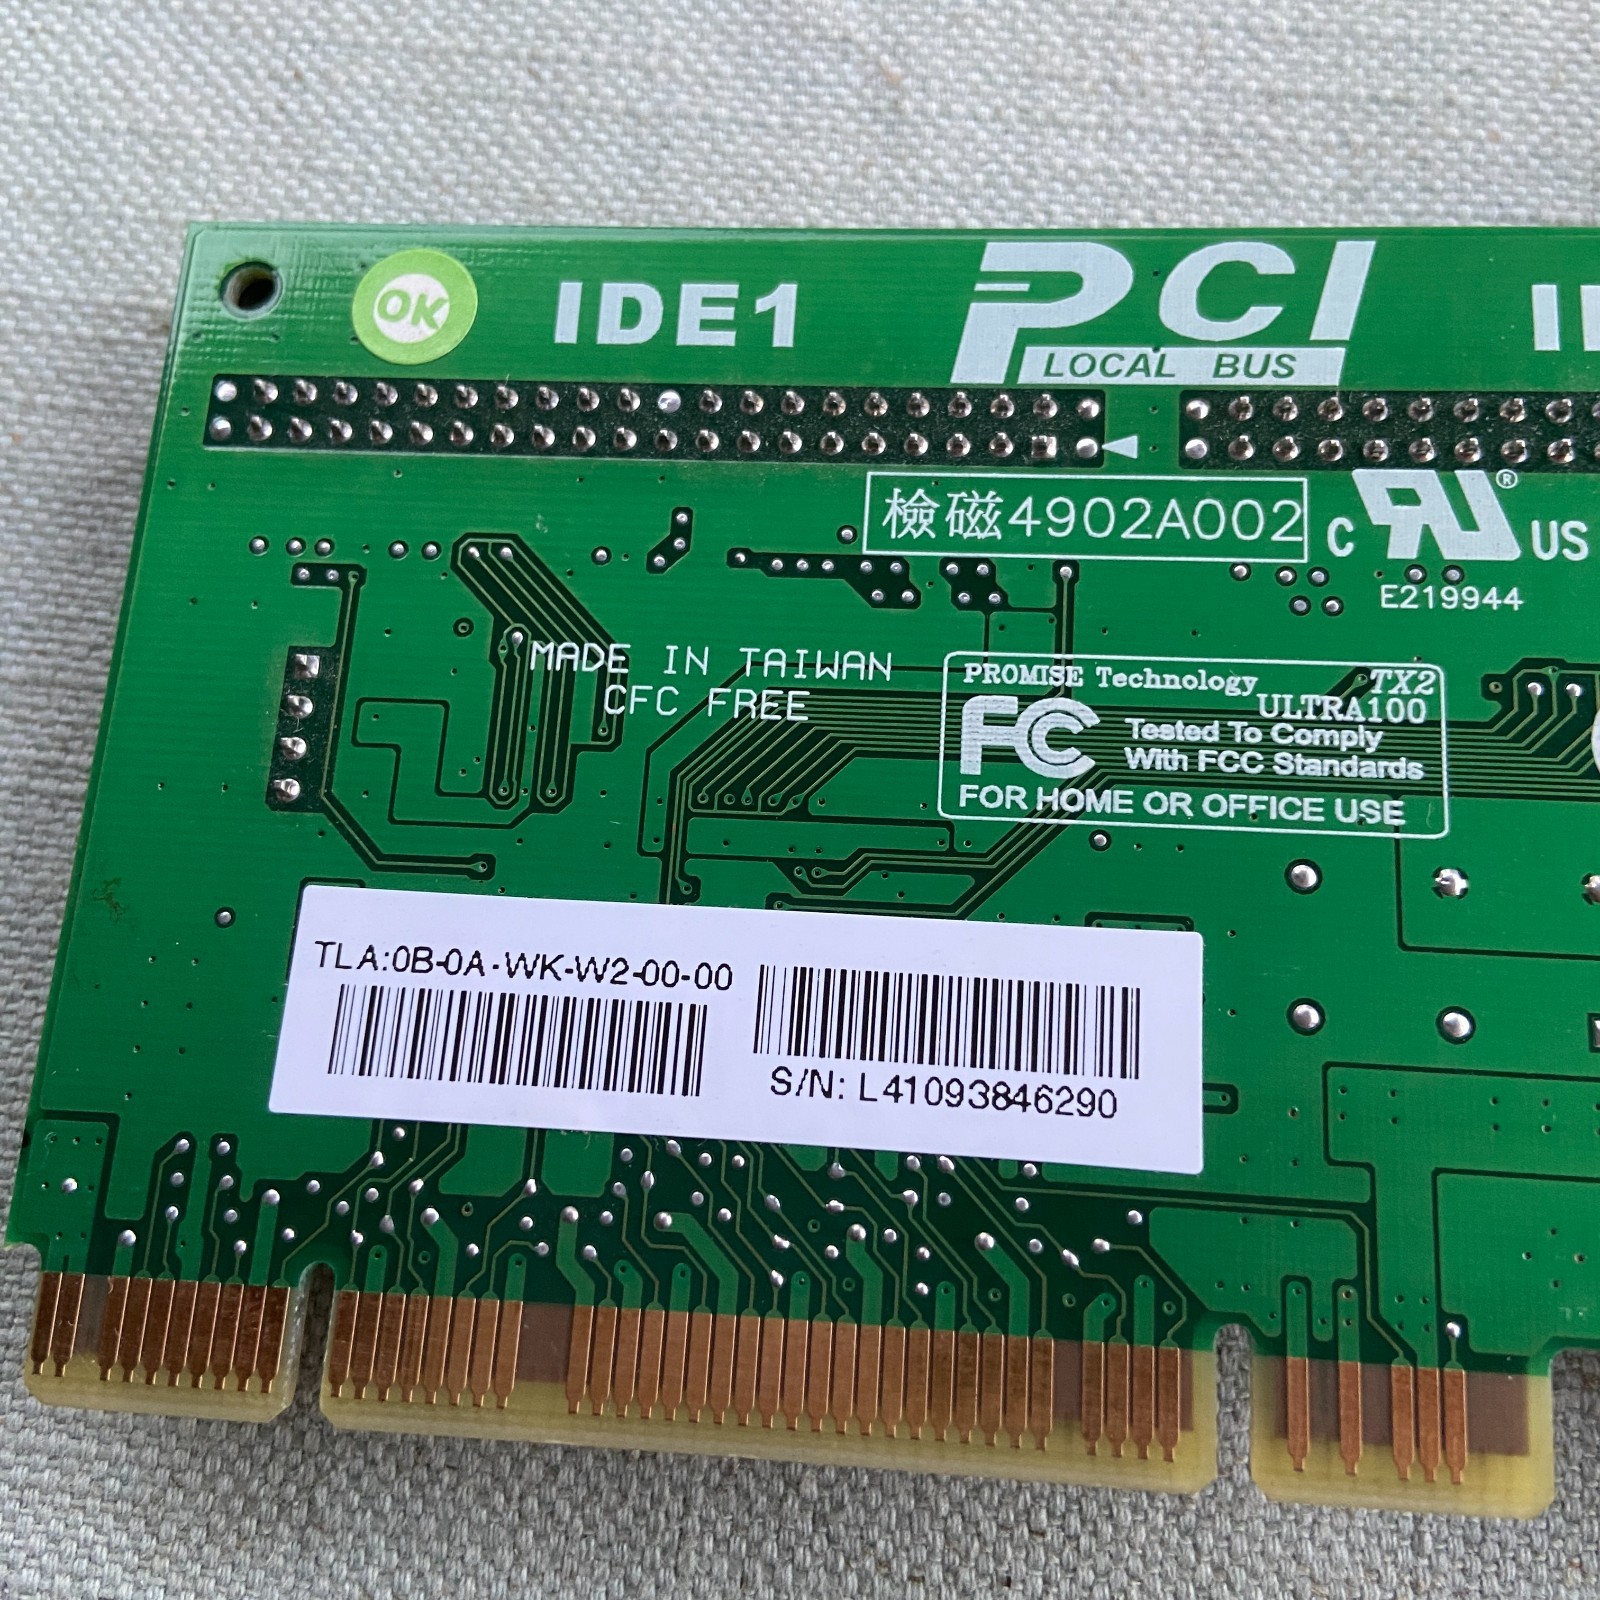 OK
IDE1
PCI
LOCAL BUS
檢磁4902A002
C UR® US
E219944
MADE IN TAIWAN
CFC FREE
PROMISE Technology TX2
ULTRA100
FC Tested To Comply
With FCC Standards
FOR HOME OR OFFICE USE
TLA:0B-0A-WK-W2-00-00
S/N: L41093846290